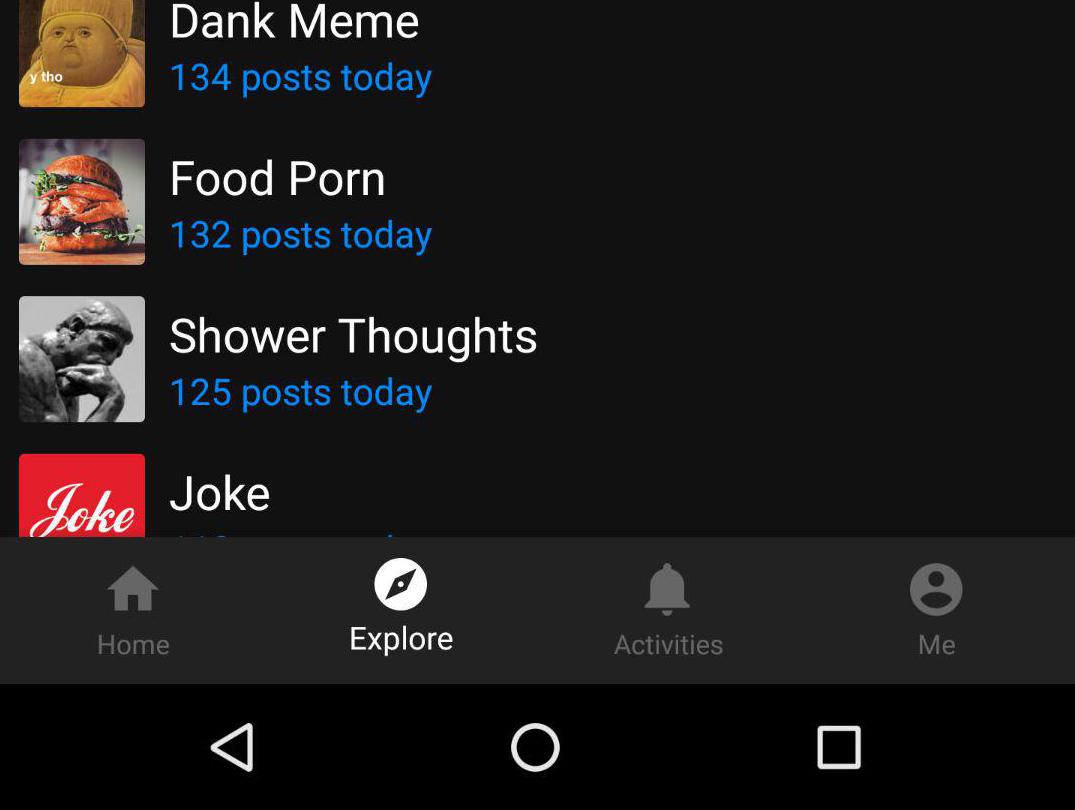 Dank Meme
134 posts today
y tho
Food Porn
132 posts today
Shower Thoughts
125 posts today
Joke
Joke
Home
Explore
Activities
Me